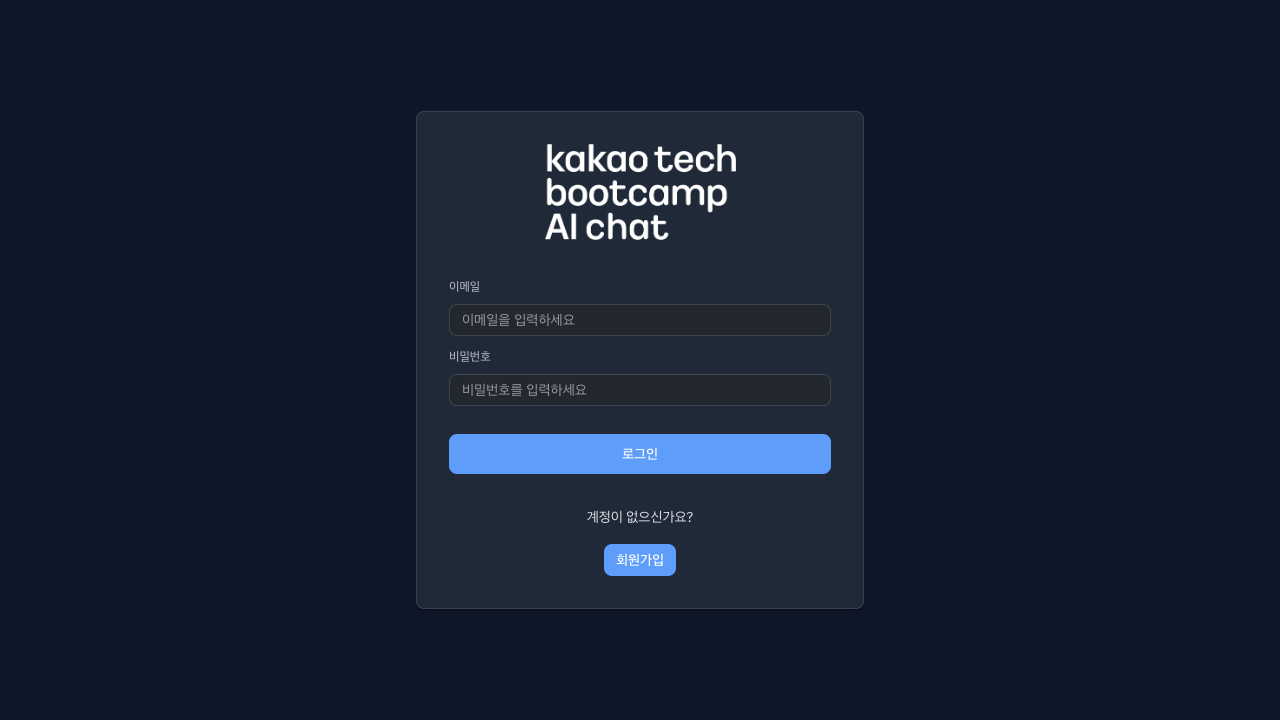 kakao tech
bootcamp
AI chat
이메일
이메일을 입력하세요
비밀번호
비밀번호를 입력하세요
로그인
계정이 없으신가요?
회원가입